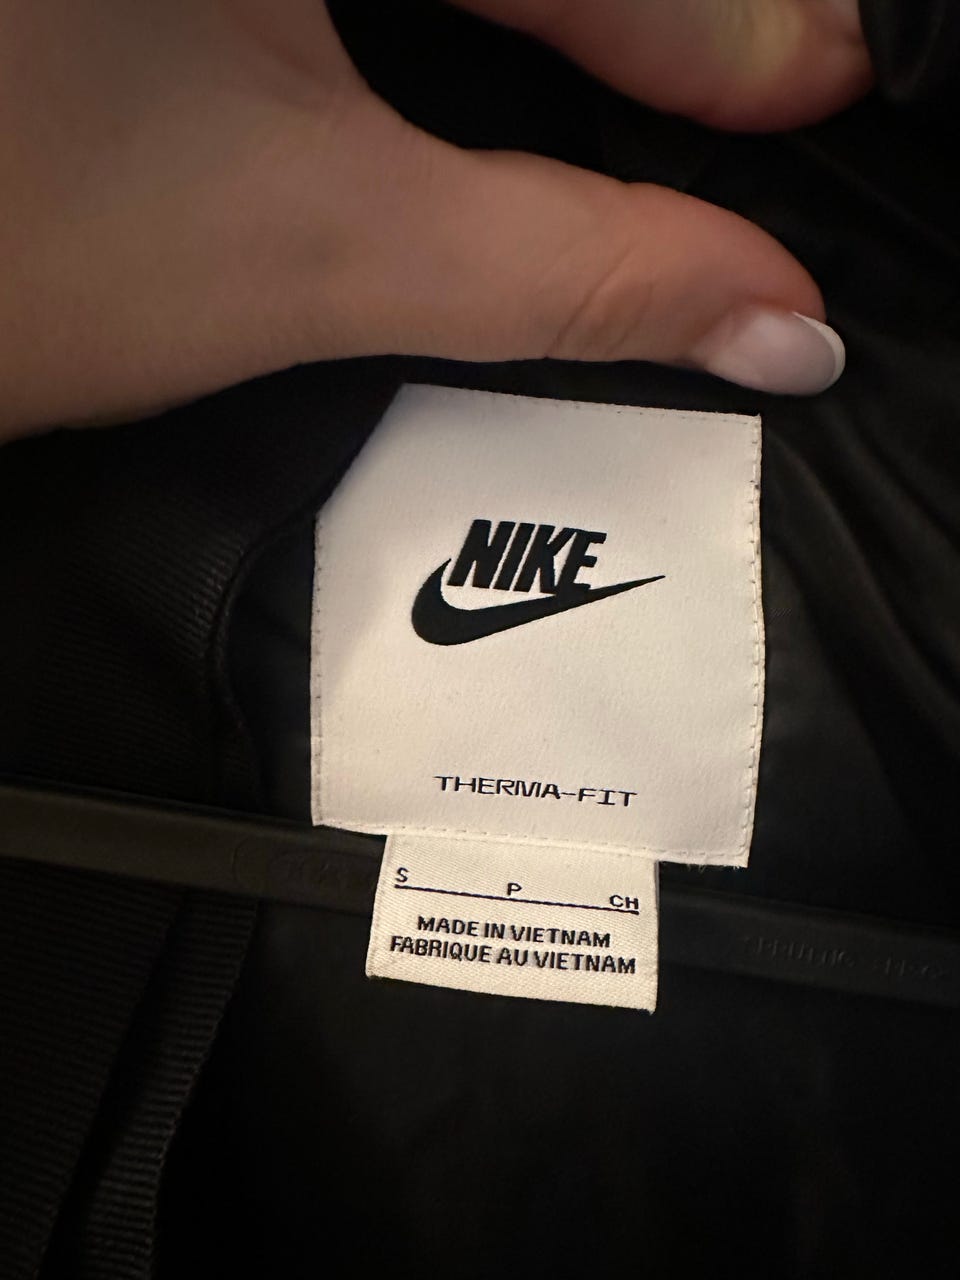 NIKE
THERMA-FIT
S P CH
MADE IN VIETNAM
FABRIQUE AU VIETNAM